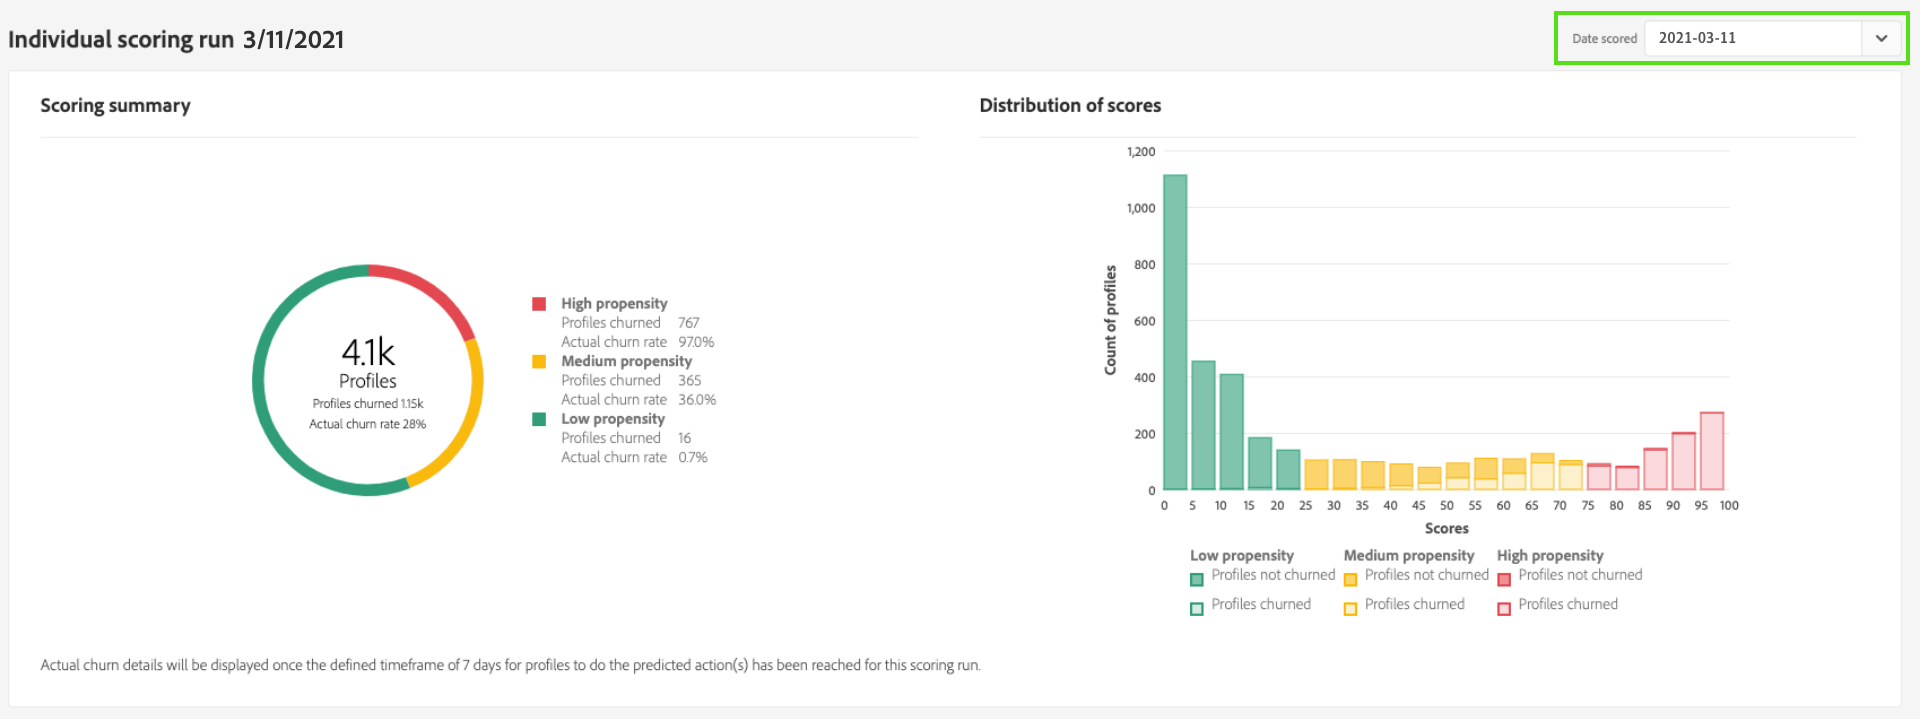 Individual scoring run 3/11/2021
Date scored 2021-03-11
Scoring summary
4.1k
Profiles
Profiles churned 1.15k
Actual churn rate 28%
High propensity
Profiles churned 767
Actual churn rate 97.0%
Medium propensity
Profiles churned 365
Actual churn rate 36.0%
Low propensity
Profiles churned 16
Actual churn rate 0.7%
Distribution of scores
Count of profiles
1,200
1,000
800
600
400
200
0
0 5 10 15 20 25 30 35 40 45 50 55 60 65 70 75 80 85 90 95 100
Scores
Low propensity Medium propensity High propensity
Profiles not churned Profiles not churned Profiles not churned
Profiles churned Profiles churned Profiles churned
Actual churn details will be displayed once the defined timeframe of 7 days for profiles to do the predicted action(s) has been reached for this scoring run.